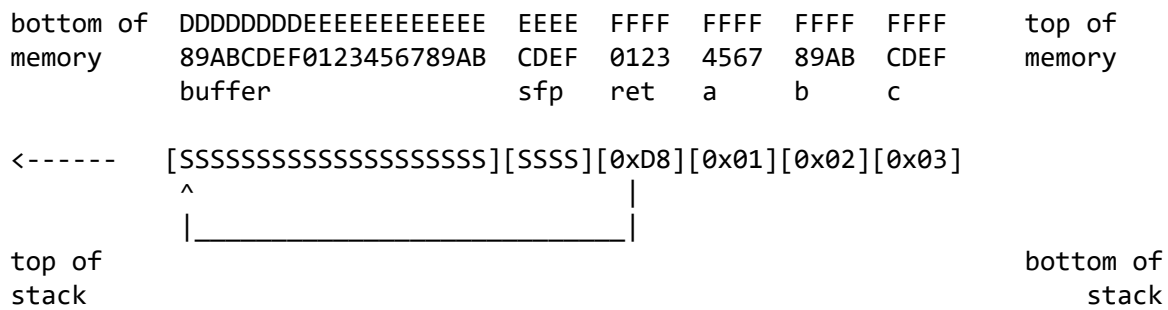 bottom of  DDDDDDDDEEEEEEEEEEEE  EEEE  FFFF  FFFF  FFFF  FFFF     top of
memory     89ABCDEF0123456789AB  CDEF  0123  4567  89AB  CDEF     memory
           buffer                sfp   ret   a     b     c
<------   [SSSSSSSSSSSSSSSSSSSS][SSSS][0xD8][0x01][0x02][0x03]
           ^                            |
           |____________________________|
top of                                                            bottom of
stack                                                                 stack